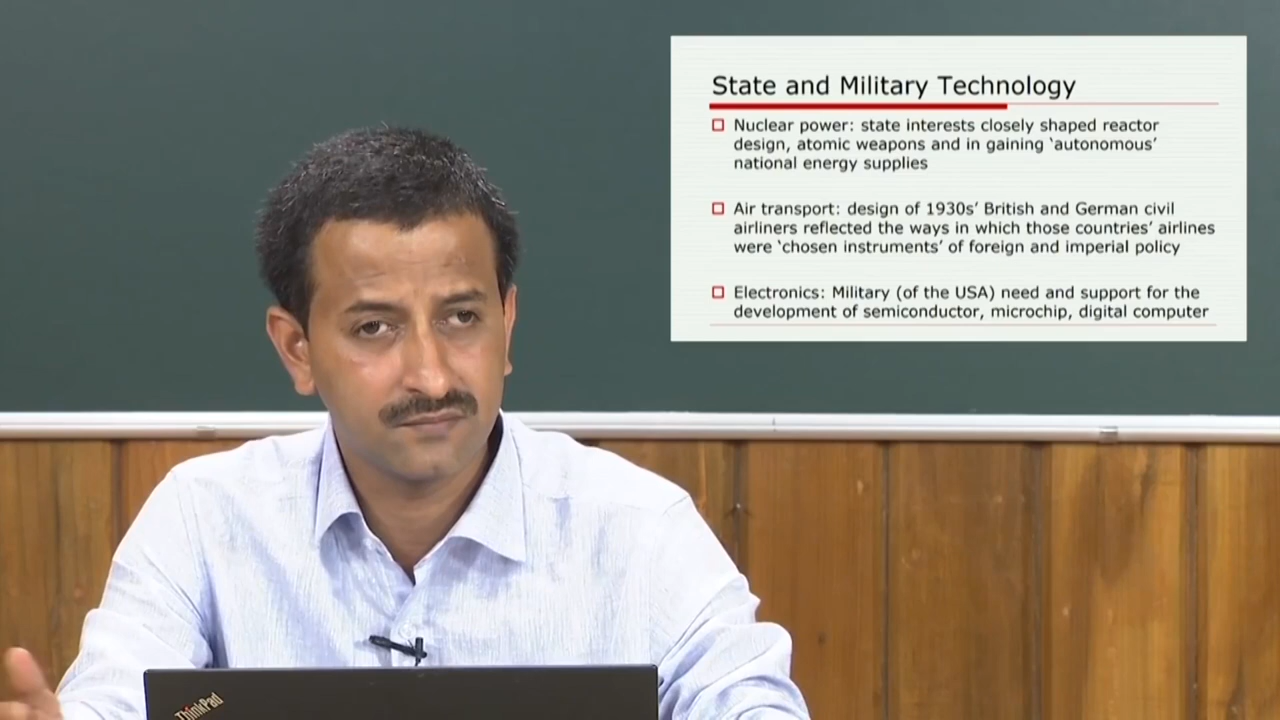 State and Military Technology
Nuclear power: state interests closely shaped reactor
design, atomic weapons and in gaining ‘autonomous’
national energy supplies
Air transport: design of 1930s’ British and German civil
airliners reflected the ways in which those countries’ airlines
were ‘chosen instruments’ of foreign and imperial policy
Electronics: Military (of the USA) need and support for the
development of semiconductor, microchip, digital computer
ThinkPad